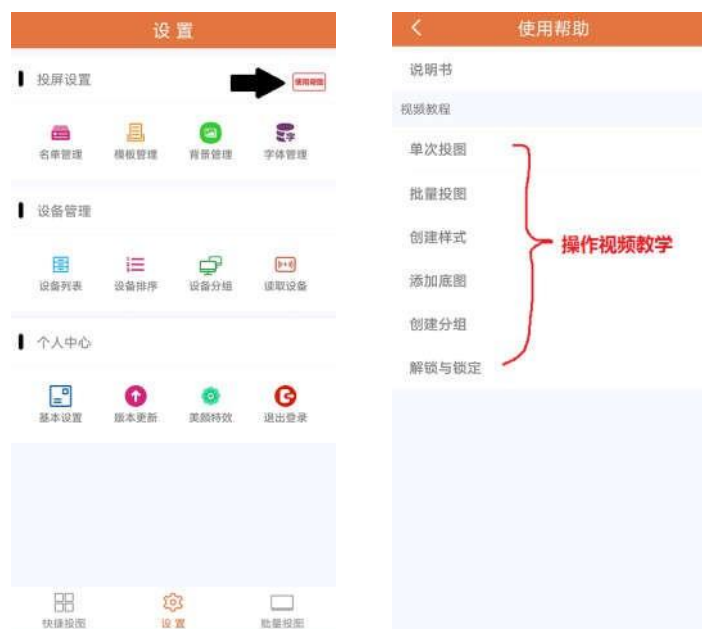 设 置
投屏设置
使用帮助
名单管理
模板管理
背景管理
字体管理
设备管理
设备列表
设备排序
设备分组
读取设备
个人中心
基本设置
版本更新
美颜特效
退出登录
快捷投图
设 置
批量投图
使用帮助
说明书
视频教程
单次投图
批量投图
创建样式
添加底图
创建分组
解锁与锁定
操作视频教学